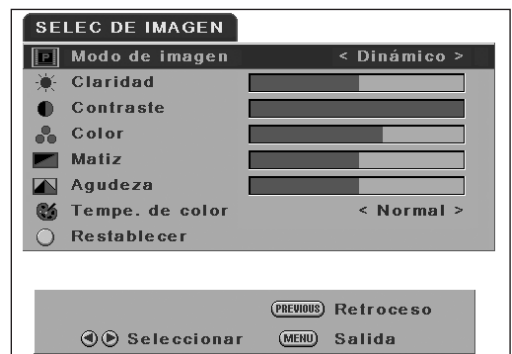 SELEC DE IMAGEN
P Modo de imagen < Dinámico >
Claridad
Contraste
Color
Matiz
Agudeza
Tempe. de color < Normal >
Restablecer
PREVIOUS Retroceso
Seleccionar MENU Salida